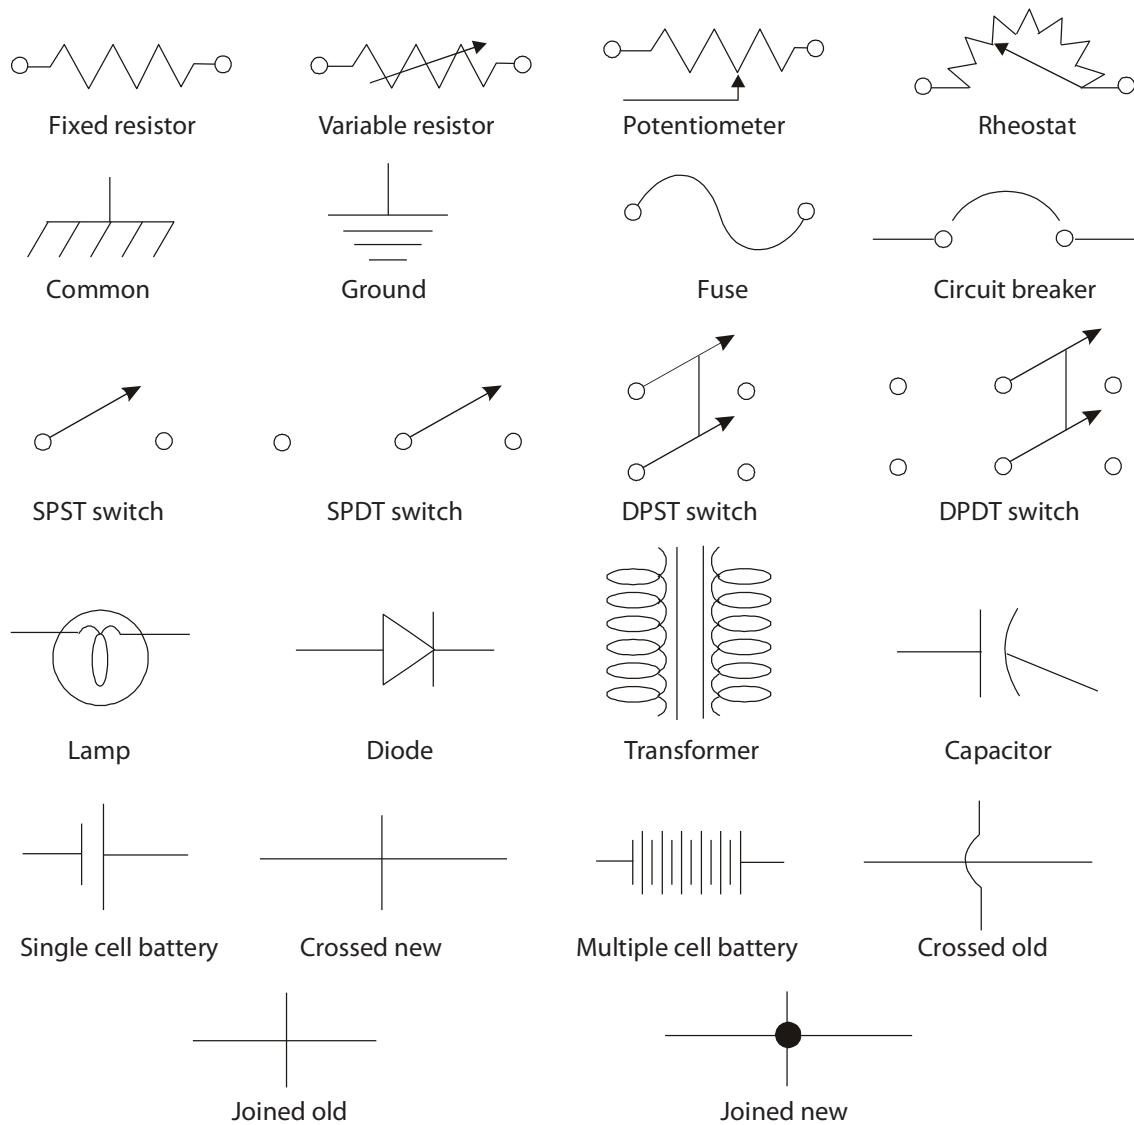 Fixed resistor
Variable resistor
Potentiometer
Rheostat
Common
Ground
Fuse
Circuit breaker
SPST switch
SPDT switch
DPST switch
DPDT switch
Lamp
Diode
Transformer
Capacitor
Single cell battery
Crossed new
Multiple cell battery
Crossed old
Joined old
Joined new